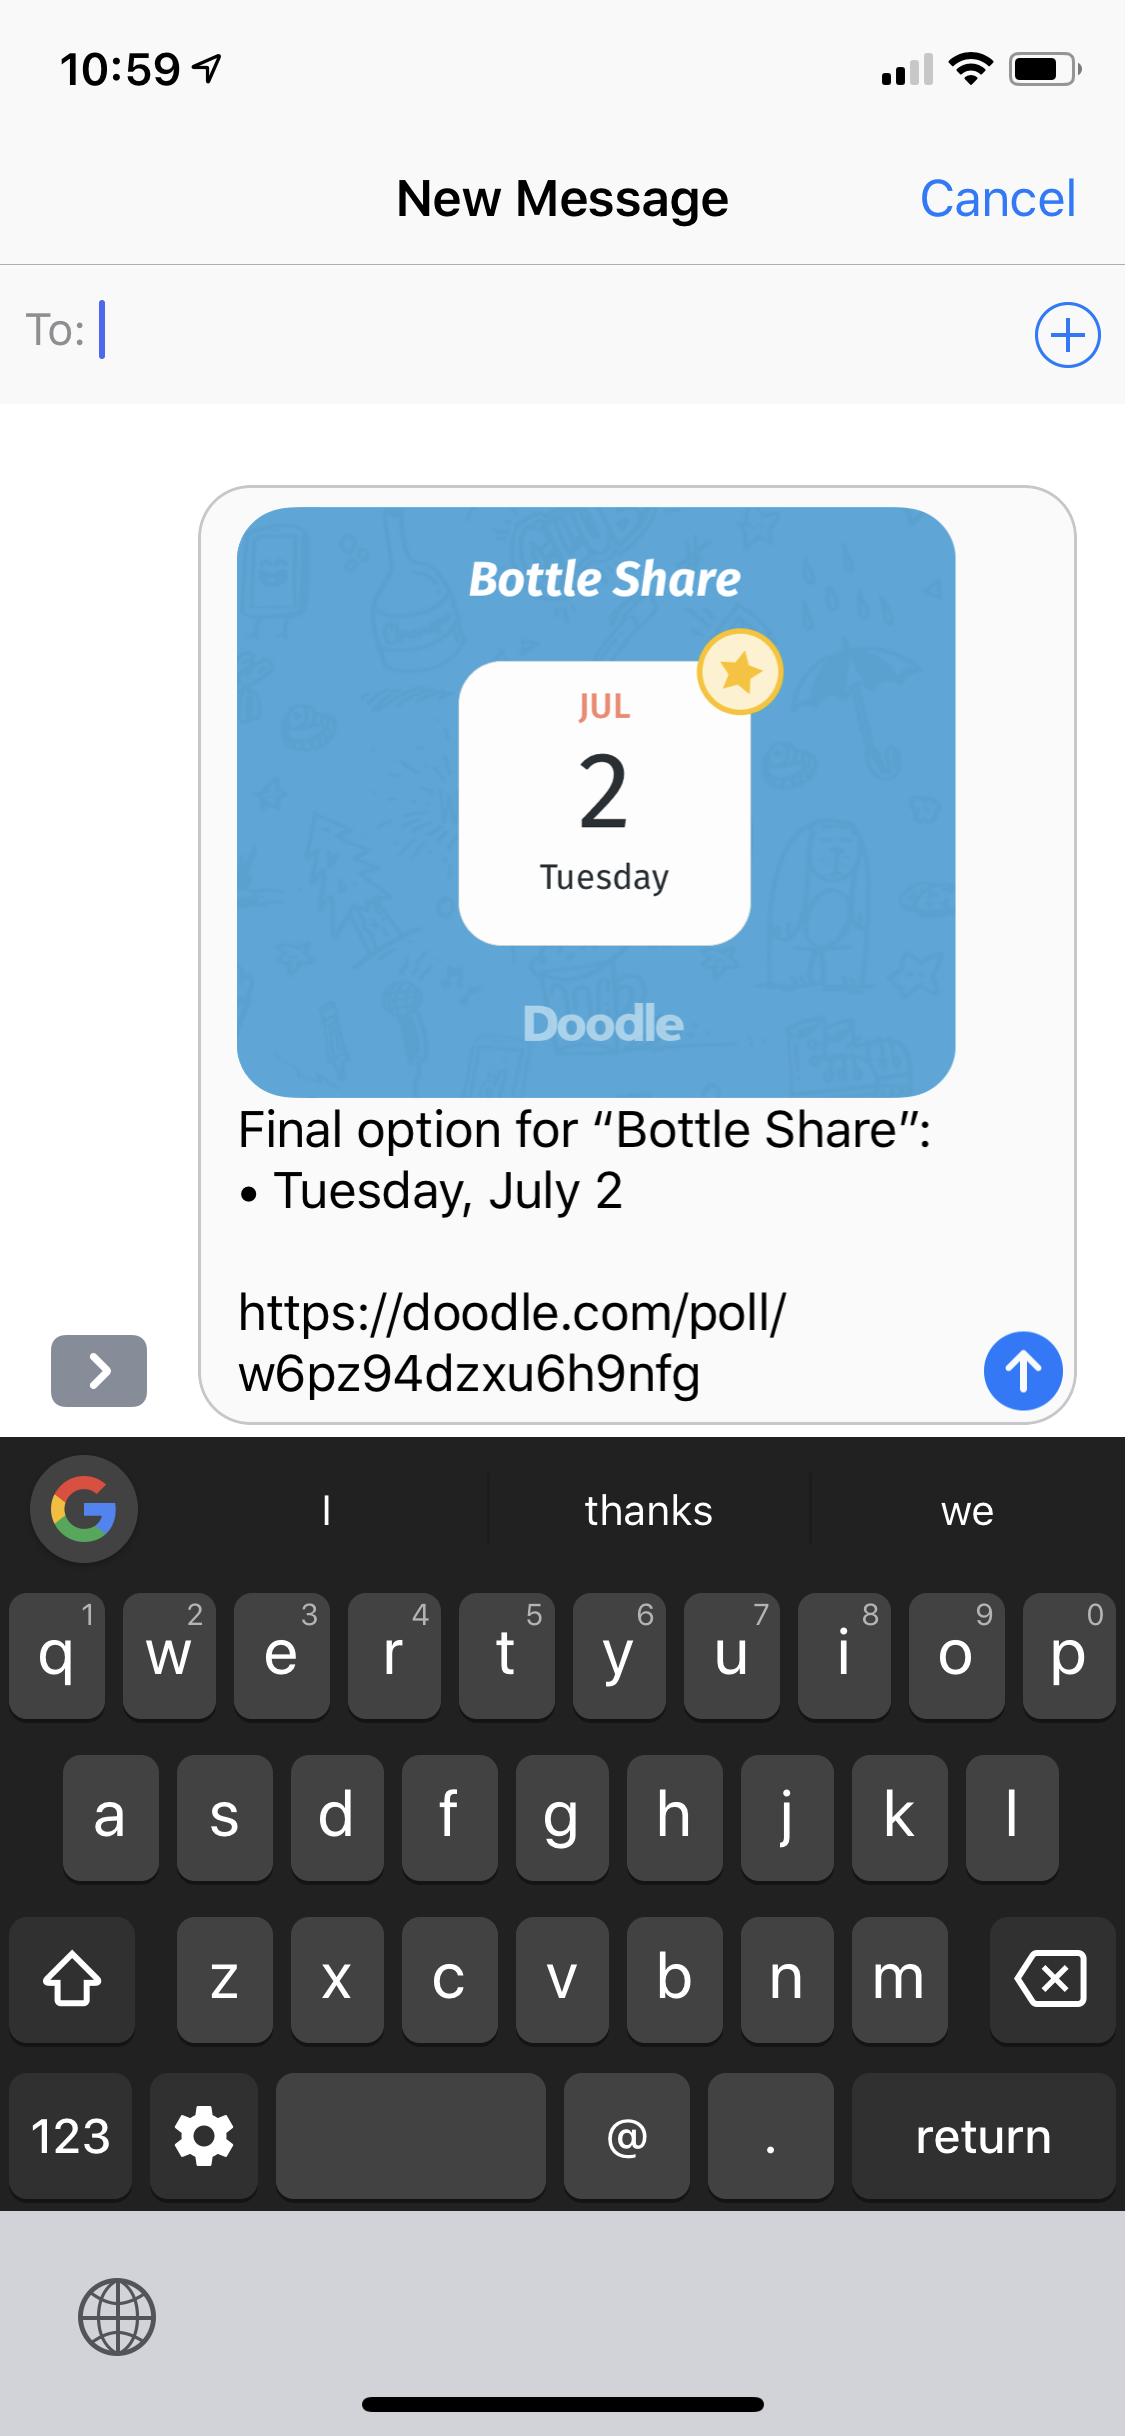 10:59
New Message
Cancel
To:
Bottle Share
JUL
2
Tuesday
Doodle
Final option for “Bottle Share”:
• Tuesday, July 2
https://doodle.com/poll/
w6pz94dzxu6h9nfg
I thanks we
1 2 3 4 5 6 7 8 9 0
q w e r t y u i o p
a s d f g h j k l
z x c v b n m
123 @ . return